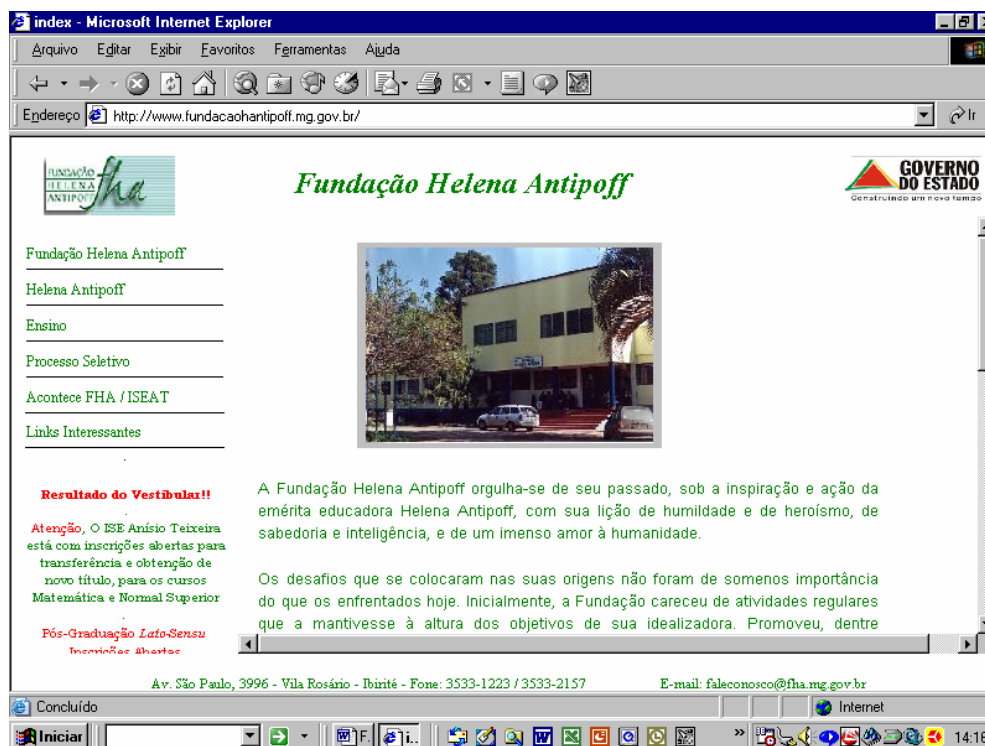 index - Microsoft Internet Explorer
Arquivo Editar Exibir Favoritos Ferramentas Ajuda
Endereço http://www.fundacaohantipoff.mg.gov.br/ Ir
FUNDAÇÃO
HELENA
ANTIPOFF
fha
Fundação Helena Antipoff
GOVERNO
DO ESTADO
Construindo um novo tempo
Fundação Helena Antipoff
Helena Antipoff
Ensino
Processo Seletivo
Acontece FHA / ISEAT
Links Interessantes
Resultado do Vestibular!!
Atenção, O ISE Anísio Teixeira
está com inscrições abertas para
transferência e obtenção de
novo título, para os cursos
Matemática e Normal Superior
Pós-Graduação Lato-Sensu
Inscrições Abertas
A Fundação Helena Antipoff orgulha-se de seu passado, sob a inspiração e ação da
emérita educadora Helena Antipoff, com sua lição de humildade e de heroísmo, de
sabedoria e inteligência, e de um imenso amor à humanidade.
Os desafios que se colocaram nas suas origens não foram de somenos importância
do que os enfrentados hoje. Inicialmente, a Fundação careceu de atividades regulares
que a mantivesse à altura dos objetivos de sua idealizadora. Promoveu, dentre
Av. São Paulo, 3996 - Vila Rosário - Ibirité - Fone: 3533-1223 / 3533-2157 E-mail: faleconosco@fha.mg.gov.br
Concluído Internet
Iniciar F. i.. » 14:16